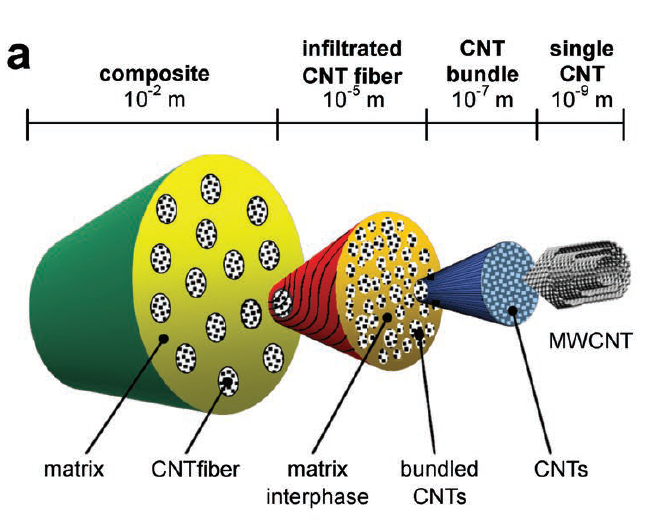 a
composite
10⁻² m
infiltrated
CNT fiber
10⁻⁵ m
CNT
bundle
10⁻⁷ m
single
CNT
10⁻⁹ m
MWCNT
matrix
CNTfiber
matrix
interphase
bundled
CNTs
CNTs